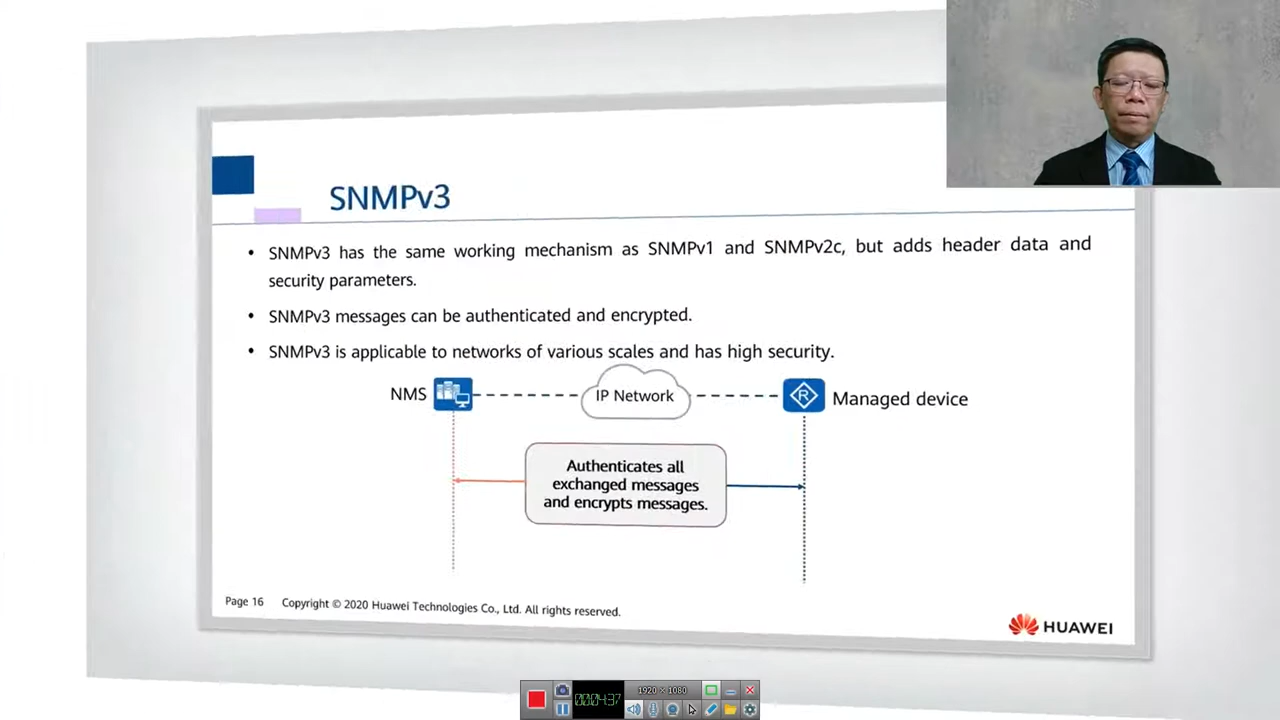 SNMPv3
• SNMPv3 has the same working mechanism as SNMPv1 and SNMPv2c, but adds header data and
security parameters.
• SNMPv3 messages can be authenticated and encrypted.
• SNMPv3 is applicable to networks of various scales and has high security.
NMS
IP Network
Managed device
Authenticates all
exchanged messages
and encrypts messages.
Page 16
Copyright © 2020 Huawei Technologies Co., Ltd. All rights reserved.
HUAWEI
1920 × 1080
00:04:37